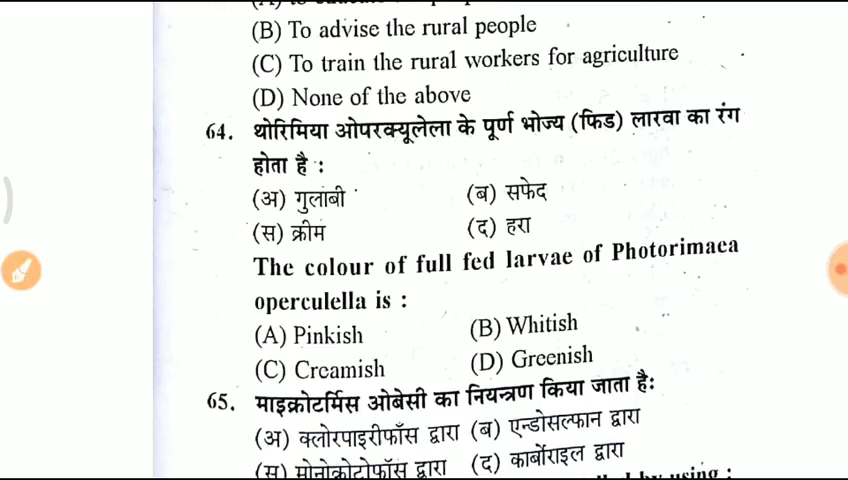 (B) To advise the rural people
(C) To train the rural workers for agriculture
(D) None of the above
64. थोरिमिया ओपरक्यूलेला के पूर्ण भोज्य (फिड) लारवा का रंग
होता है :
(अ) गुलाबी (ब) सफेद
(स) क्रीम (द) हरा
The colour of full fed larvae of Photorimaea
operculella is :
(A) Pinkish (B) Whitish
(C) Creamish (D) Greenish
65. माइक्रोटर्मिस ओबेसी का नियन्त्रण किया जाता है:
(अ) क्लोरपाइरीफॉस द्वारा (ब) एन्डोसल्फान द्वारा
(स) मोनोक्रोटोफॉस द्वारा (द) कार्बोराइल द्वारा
using :